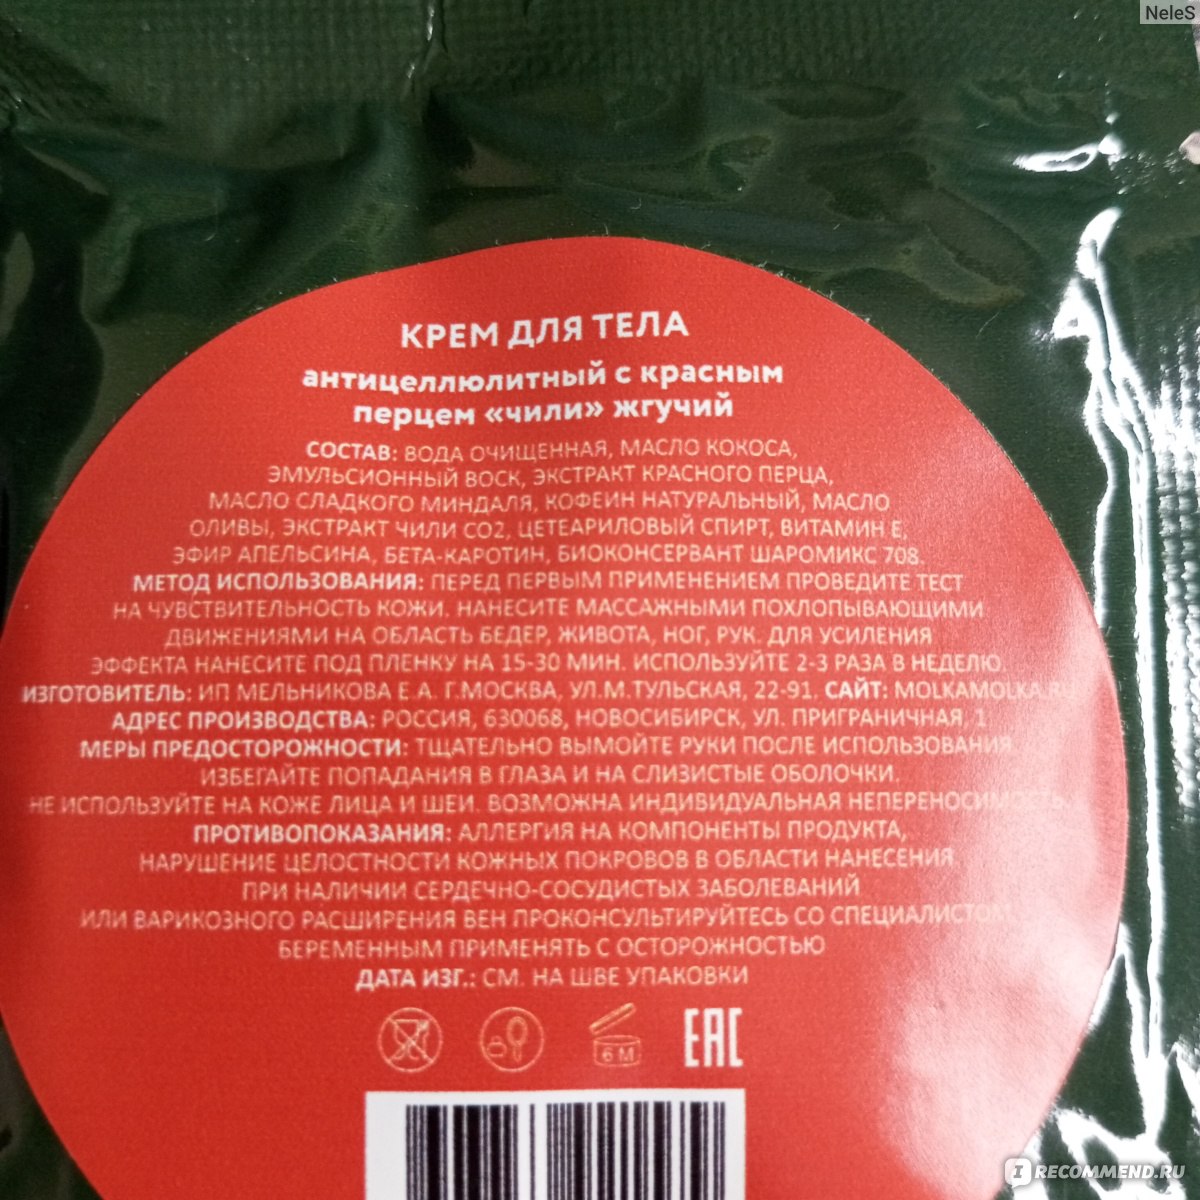 NeleS
КРЕМ ДЛЯ ТЕЛА
антицеллюлитный с красным
перцем «чили» жгучий
СОСТАВ: ВОДА ОЧИЩЕННАЯ, МАСЛО КОКОСА,
ЭМУЛЬСИОННЫЙ ВОСК, ЭКСТРАКТ КРАСНОГО ПЕРЦА,
МАСЛО СЛАДКОГО МИНДАЛЯ, КОФЕИН НАТУРАЛЬНЫЙ, МАСЛО
ОЛИВЫ, ЭКСТРАКТ ЧИЛИ СО2, ЦЕТЕАРИЛОВЫЙ СПИРТ, ВИТАМИН Е,
ЭФИР АПЕЛЬСИНА, БЕТА-КАРОТИН, БИОКОНСЕРВАНТ ШАРОМИКС 708.
МЕТОД ИСПОЛЬЗОВАНИЯ: ПЕРЕД ПЕРВЫМ ПРИМЕНЕНИЕМ ПРОВЕДИТЕ ТЕСТ
НА ЧУВСТВИТЕЛЬНОСТЬ КОЖИ. НАНЕСИТЕ МАССАЖНЫМИ ПОХЛОПЫВАЮЩИМИ
ДВИЖЕНИЯМИ НА ОБЛАСТЬ БЕДЕР, ЖИВОТА, НОГ, РУК. ДЛЯ УСИЛЕНИЯ
ЭФФЕКТА НАНЕСИТЕ ПОД ПЛЕНКУ НА 15-30 МИН. ИСПОЛЬЗУЙТЕ 2-3 РАЗА В НЕДЕЛЮ.
ИЗГОТОВИТЕЛЬ: ИП МЕЛЬНИКОВА Е.А. Г.МОСКВА, УЛ.М.ТУЛЬСКАЯ, 22-91. САЙТ: MOLKAMOLKA.RU
АДРЕС ПРОИЗВОДСТВА: РОССИЯ, 630068, НОВОСИБИРСК, УЛ. ПРИГРАНИЧНАЯ, 1
МЕРЫ ПРЕДОСТОРОЖНОСТИ: ТЩАТЕЛЬНО ВЫМОЙТЕ РУКИ ПОСЛЕ ИСПОЛЬЗОВАНИЯ
ИЗБЕГАЙТЕ ПОПАДАНИЯ В ГЛАЗА И НА СЛИЗИСТЫЕ ОБОЛОЧКИ.
НЕ ИСПОЛЬЗУЙТЕ НА КОЖЕ ЛИЦА И ШЕИ. ВОЗМОЖНА ИНДИВИДУАЛЬНАЯ НЕПЕРЕНОСИМОСТЬ
ПРОТИВОПОКАЗАНИЯ: АЛЛЕРГИЯ НА КОМПОНЕНТЫ ПРОДУКТА,
НАРУШЕНИЕ ЦЕЛОСТНОСТИ КОЖНЫХ ПОКРОВОВ В ОБЛАСТИ НАНЕСЕНИЯ
ПРИ НАЛИЧИИ СЕРДЕЧНО-СОСУДИСТЫХ ЗАБОЛЕВАНИЙ
ИЛИ ВАРИКОЗНОГО РАСШИРЕНИЯ ВЕН ПРОКОНСУЛЬТИРУЙТЕСЬ СО СПЕЦИАЛИСТОМ.
БЕРЕМЕННЫМ ПРИМЕНЯТЬ С ОСТОРОЖНОСТЬЮ
ДАТА ИЗГ.: СМ. НА ШВЕ УПАКОВКИ
6 М
ЕАС
IRECOMMEND.RU